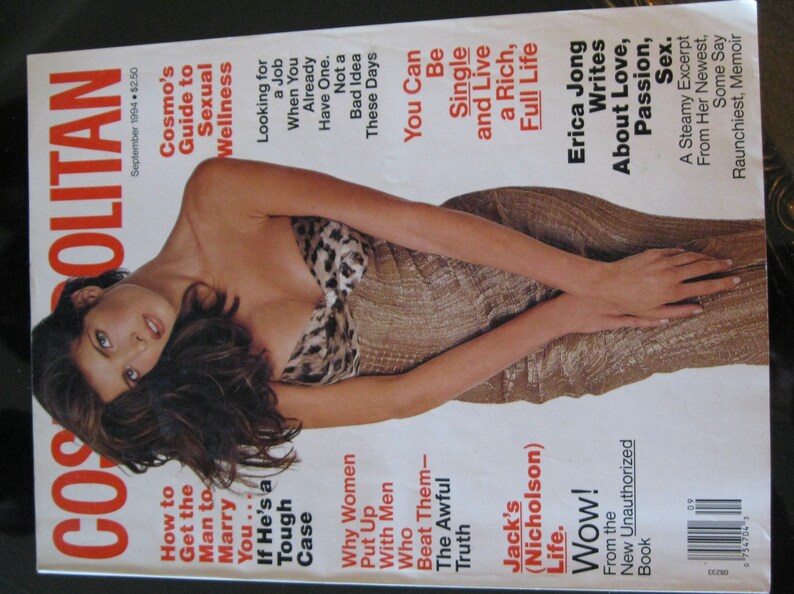 COSMOPOLITAN
September 1994 • $2.50
How to
Get the
Man to
Marry
You . . .
If He's a
Tough
Case
Why Women
Put Up
With Men
Who
Beat Them—
The Awful
Truth
Jack's
(Nicholson)
Life.
Wow!
From the
New Unauthorized
Book
Cosmo's
Guide to
Sexual
Wellness
Looking for
a Job
When You
Already
Have One.
Not a
Bad Idea
These Days
You Can
Be
Single
and Live
a Rich,
Full Life
Erica Jong
Writes
About Love,
Passion,
Sex.
A Steamy Excerpt
From Her Newest,
Some Say
Raunchiest, Memoir
09
08233
0 754704 3